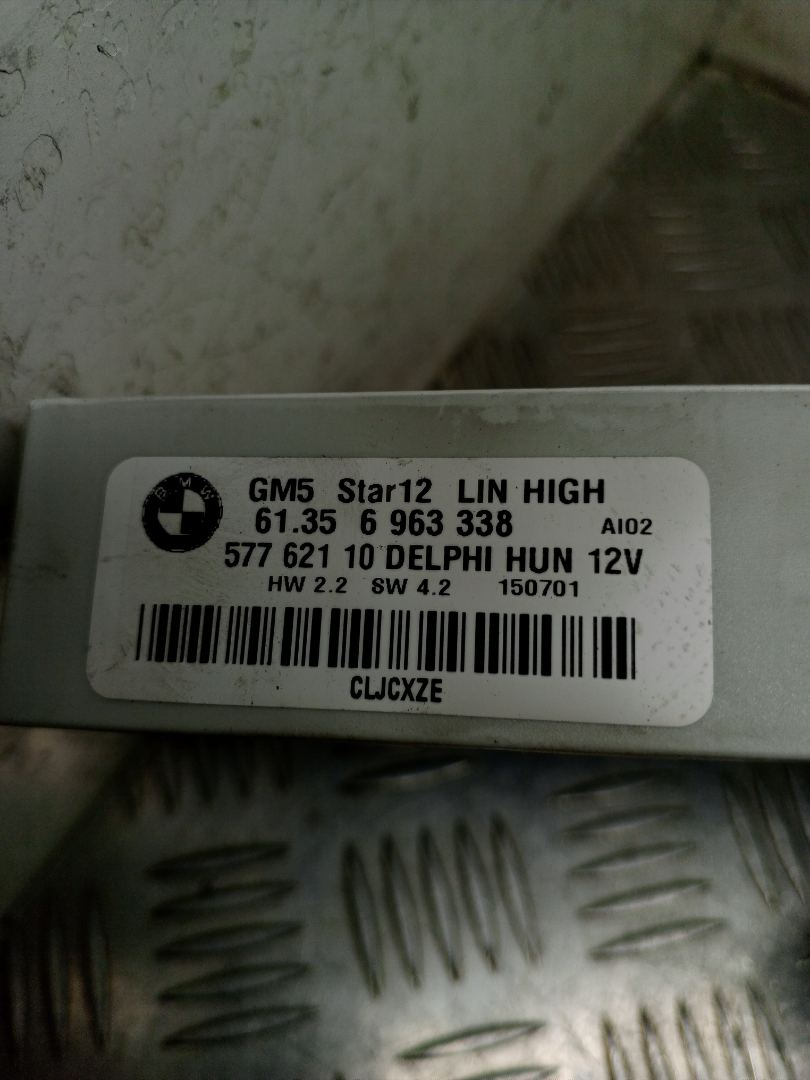 BMW
GM5 Star12 LIN HIGH
61.35 6 963 338 AI02
577 621 10 DELPHI HUN 12V
HW 2.2 SW 4.2 150701
CLJCXZE